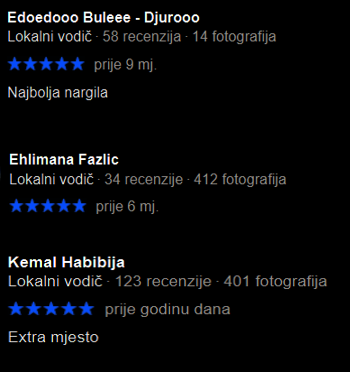 Edoedooo Buleee - Djurooo
Lokalni vodič · 58 recenzija · 14 fotografija
prije 9 mj.
Najbolja nargila
Ehlimana Fazlic
Lokalni vodič · 34 recenzije · 412 fotografija
prije 6 mj.
Kemal Habibija
Lokalni vodič · 123 recenzije · 401 fotografija
prije godinu dana
Extra mjesto